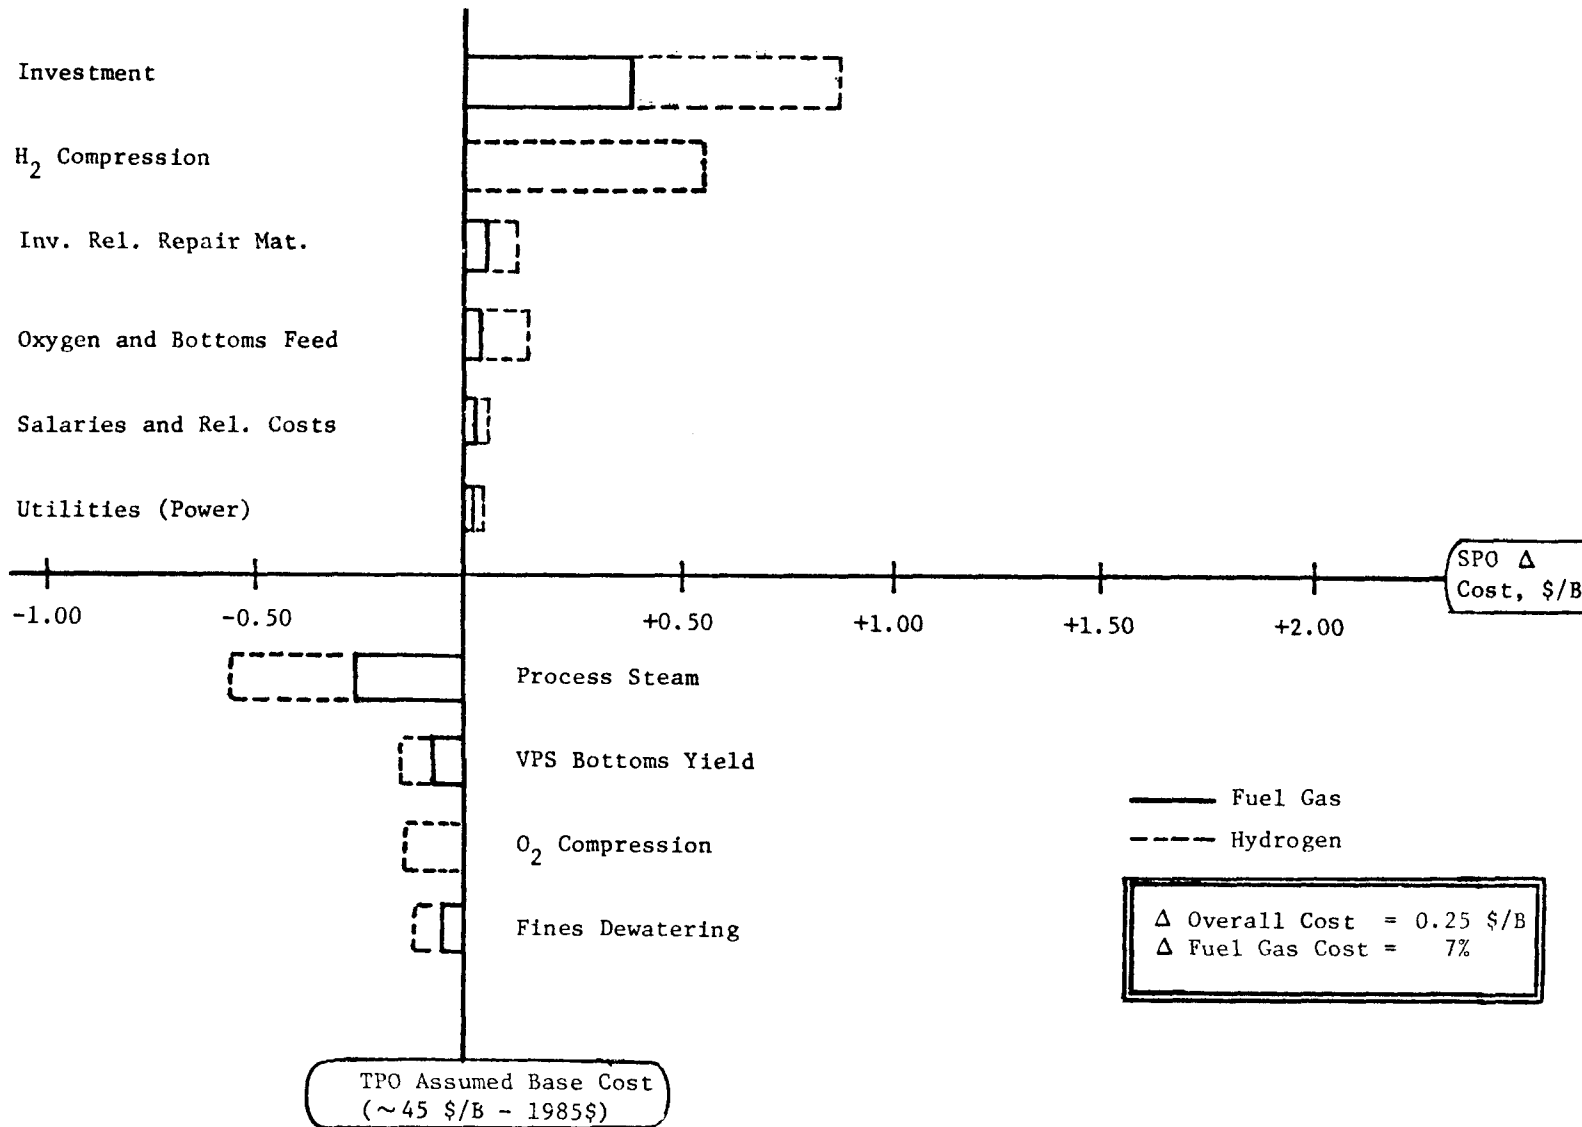 Investment
H2 Compression
Inv. Rel. Repair Mat.
Oxygen and Bottoms Feed
Salaries and Rel. Costs
Utilities (Power)
SPO Δ
Cost, $/B
-1.00 -0.50 +0.50 +1.00 +1.50 +2.00
Process Steam
VPS Bottoms Yield
O2 Compression
Fines Dewatering
Fuel Gas
Hydrogen
Δ Overall Cost = 0.25 $/B
Δ Fuel Gas Cost = 7%
TPO Assumed Base Cost
(~45 $/B - 1985$)